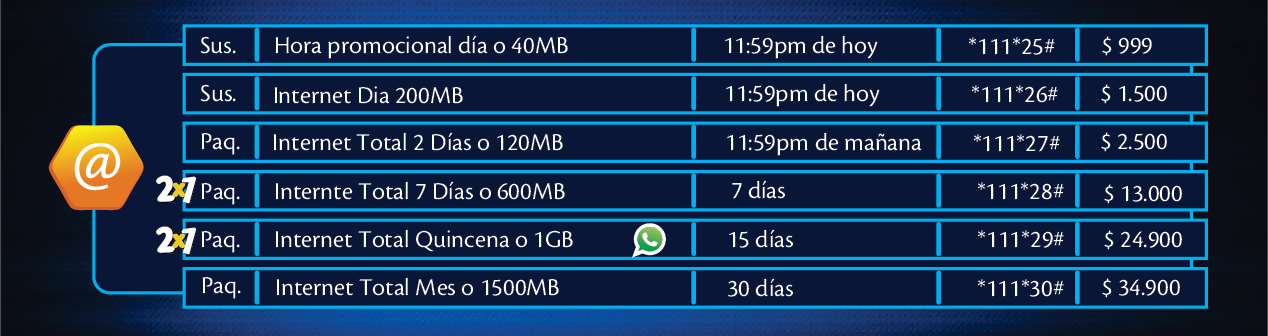 Sus. Hora promocional día o 40MB 11:59pm de hoy *111*25# $ 999
Sus. Internet Dia 200MB 11:59pm de hoy *111*26# $ 1.500
Paq. Internet Total 2 Días o 120MB 11:59pm de mañana *111*27# $ 2.500
@
2x1 Paq. Internte Total 7 Días o 600MB 7 días *111*28# $ 13.000
2x1 Paq. Internet Total Quincena o 1GB 15 días *111*29# $ 24.900
Paq. Internet Total Mes o 1500MB 30 días *111*30# $ 34.900